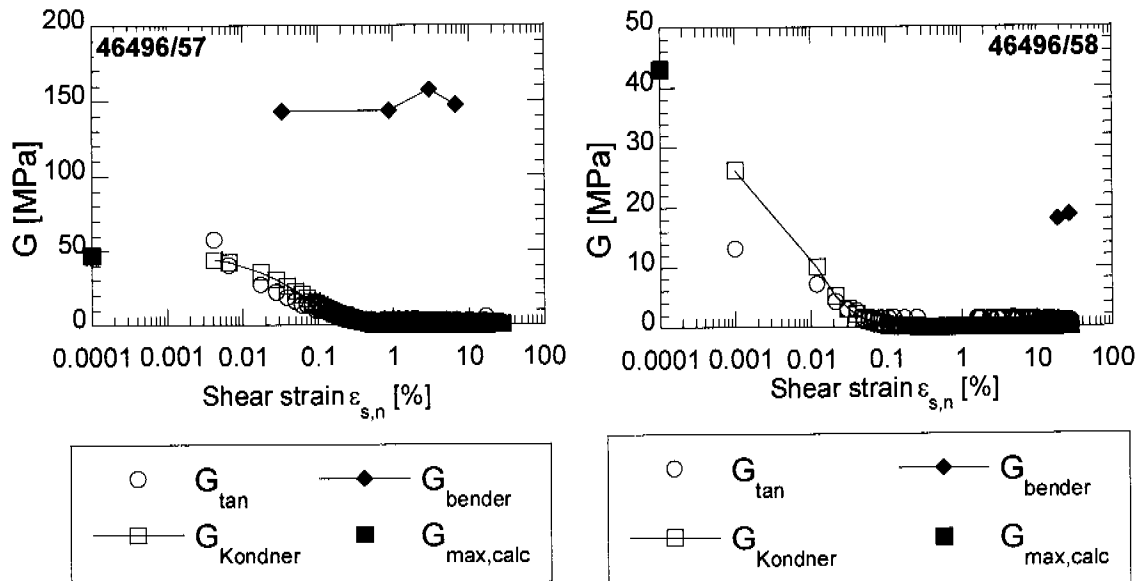 46496/57
200
150
100
50
0
G [MPa]
0.0001 0.001 0.01 0.1 1 10 100
Shear strain ε s,n [%]
G tan
G bender
G Kondner
G max,calc
46496/58
50
40
30
20
10
0
G [MPa]
0.0001 0.001 0.01 0.1 1 10 100
Shear strain ε s,n [%]
G tan
G bender
G Kondner
G max,calc